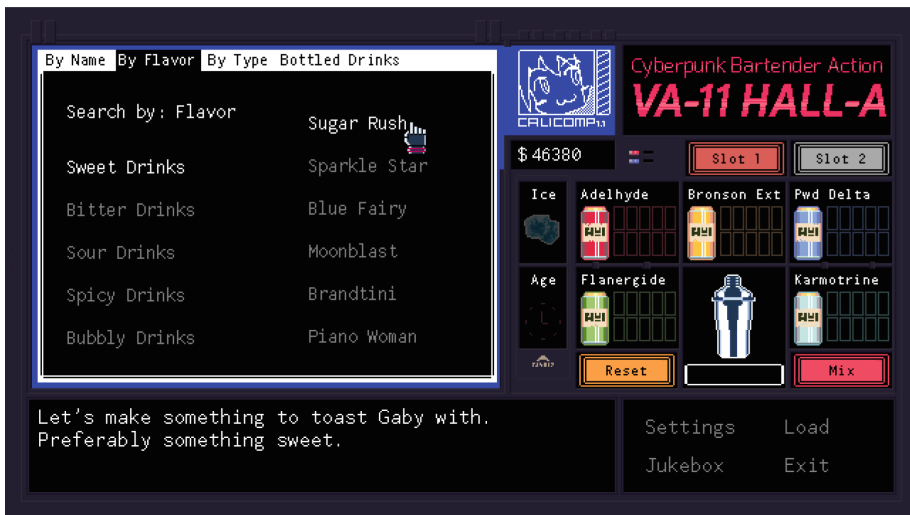 By Name By Flavor By Type Bottled Drinks
Search by: Flavor
Sugar Rush
Sweet Drinks
Sparkle Star
Bitter Drinks
Blue Fairy
Sour Drinks
Moonblast
Spicy Drinks
Brandtini
Bubbly Drinks
Piano Woman
CALICOMP
Cyberpunk Bartender Action
VA-11 HALL-A
$ 46380
Slot 1
Slot 2
Ice
Adelhyde
Bronson Ext
Pwd Delta
Age
Flanergide
Karmotrine
Reset
Mix
Let's make something to toast Gaby with.
Preferably something sweet.
Settings
Load
Jukebox
Exit